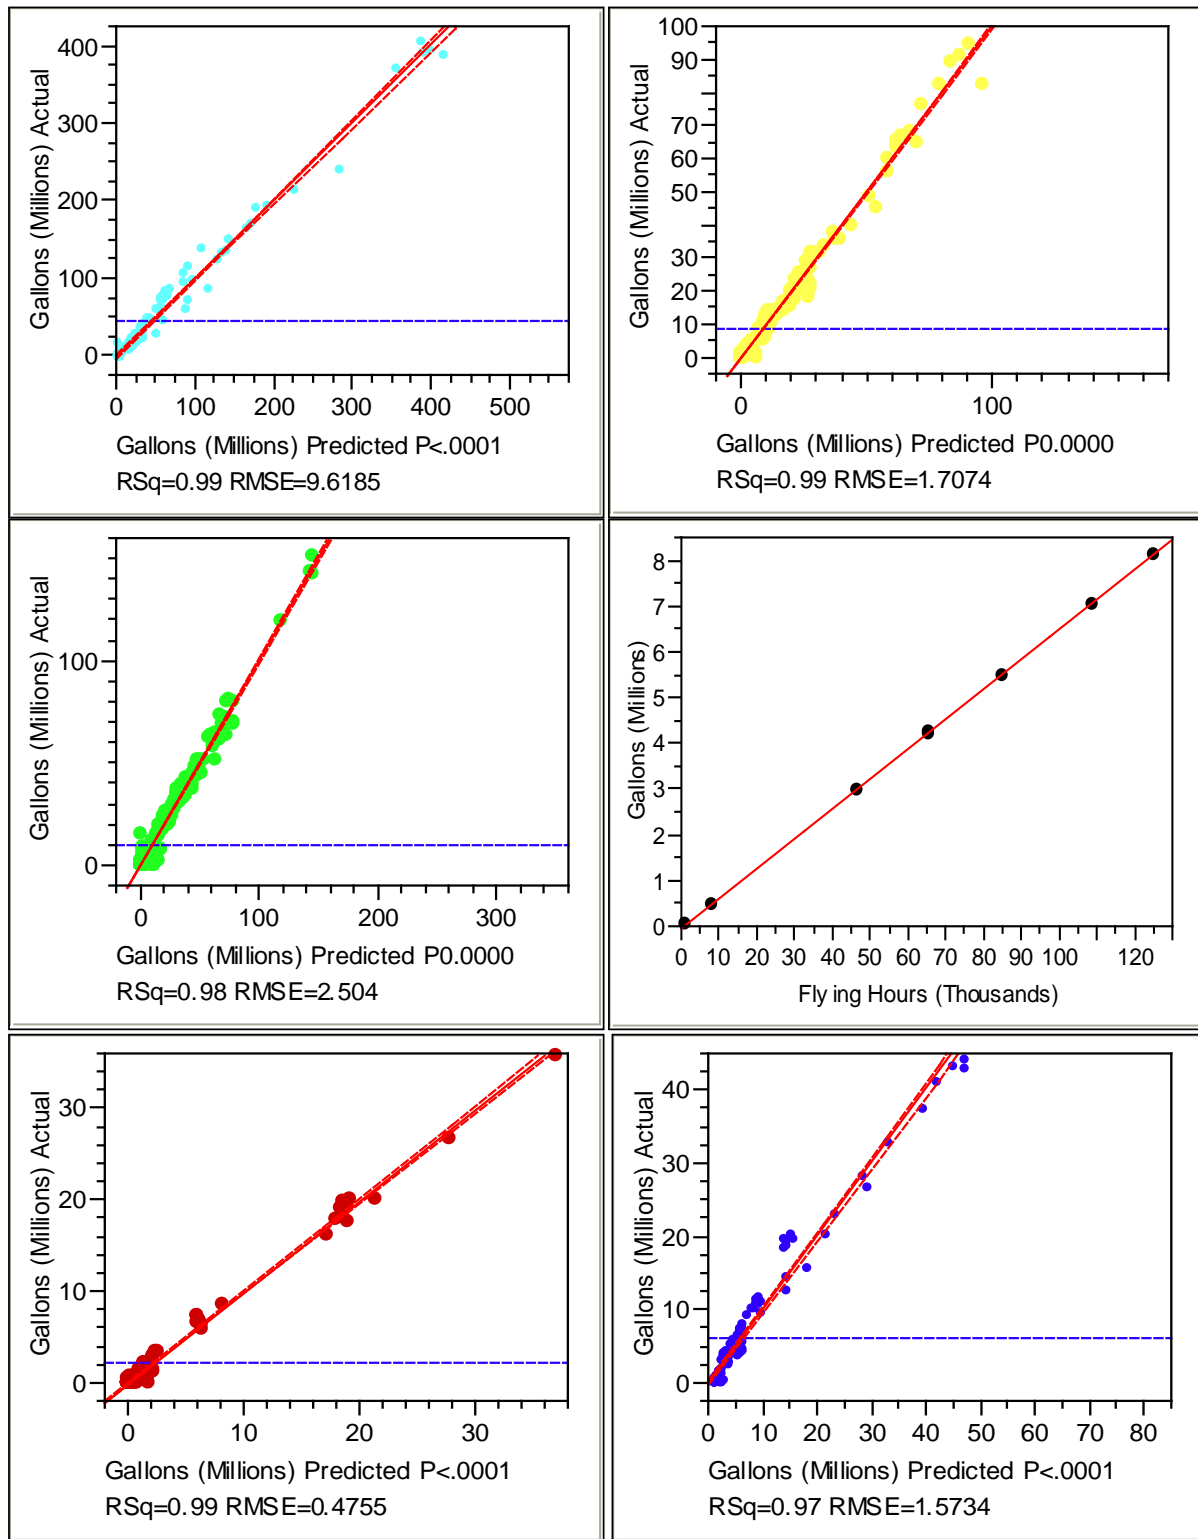 Gallons (Millions) Actual
400
300
200
100
0
0 100 200 300 400 500
Gallons (Millions) Predicted P<.0001
RSq=0.99 RMSE=9.6185
Gallons (Millions) Actual
100
90
70
60
50
30
20
10
0
0 100
Gallons (Millions) Predicted P0.0000
RSq=0.99 RMSE=1.7074
Gallons (Millions) Actual
100
0
0 100 200 300
Gallons (Millions) Predicted P0.0000
RSq=0.98 RMSE=2.504
Gallons (Millions)
8
7
6
5
4
3
2
1
0
0 10 20 30 40 50 60 70 80 90 100 120
Flying Hours (Thousands)
Gallons (Millions) Actual
30
20
10
0
0 10 20 30
Gallons (Millions) Predicted P<.0001
RSq=0.99 RMSE=0.4755
Gallons (Millions) Actual
40
30
20
10
0
0 10 20 30 40 50 60 70 80
Gallons (Millions) Predicted P<.0001
RSq=0.97 RMSE=1.5734